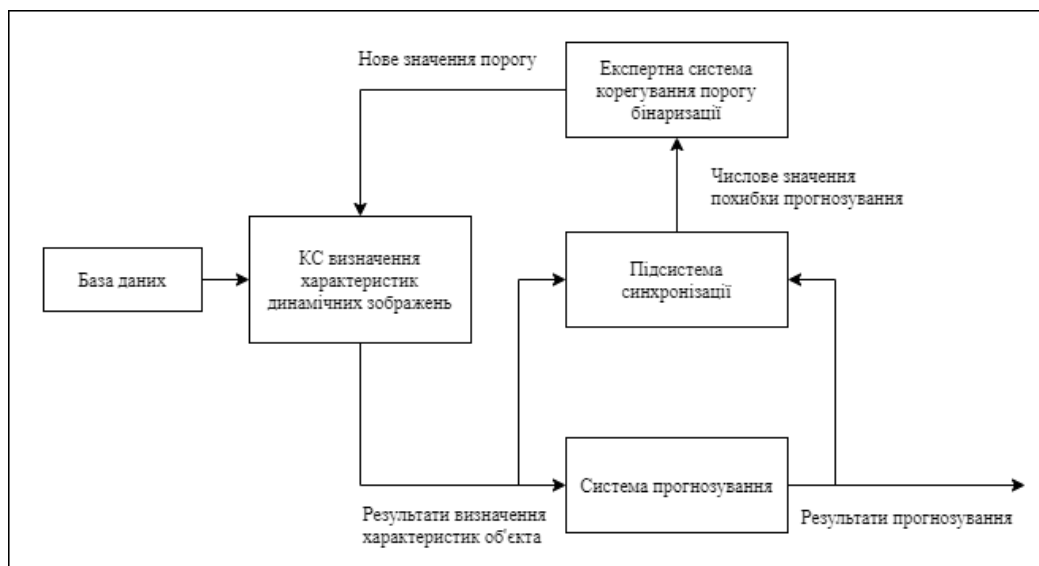 Нове значення порогу
Експертна система
корегування порогу
бінаризації
Числове значення
похибки прогнозування
КС визначення
характеристик
динамічних зображень
База даних
Підсистема
синхронізації
Система прогнозування
Результати визначення
характеристик об'єкта
Результати прогнозування